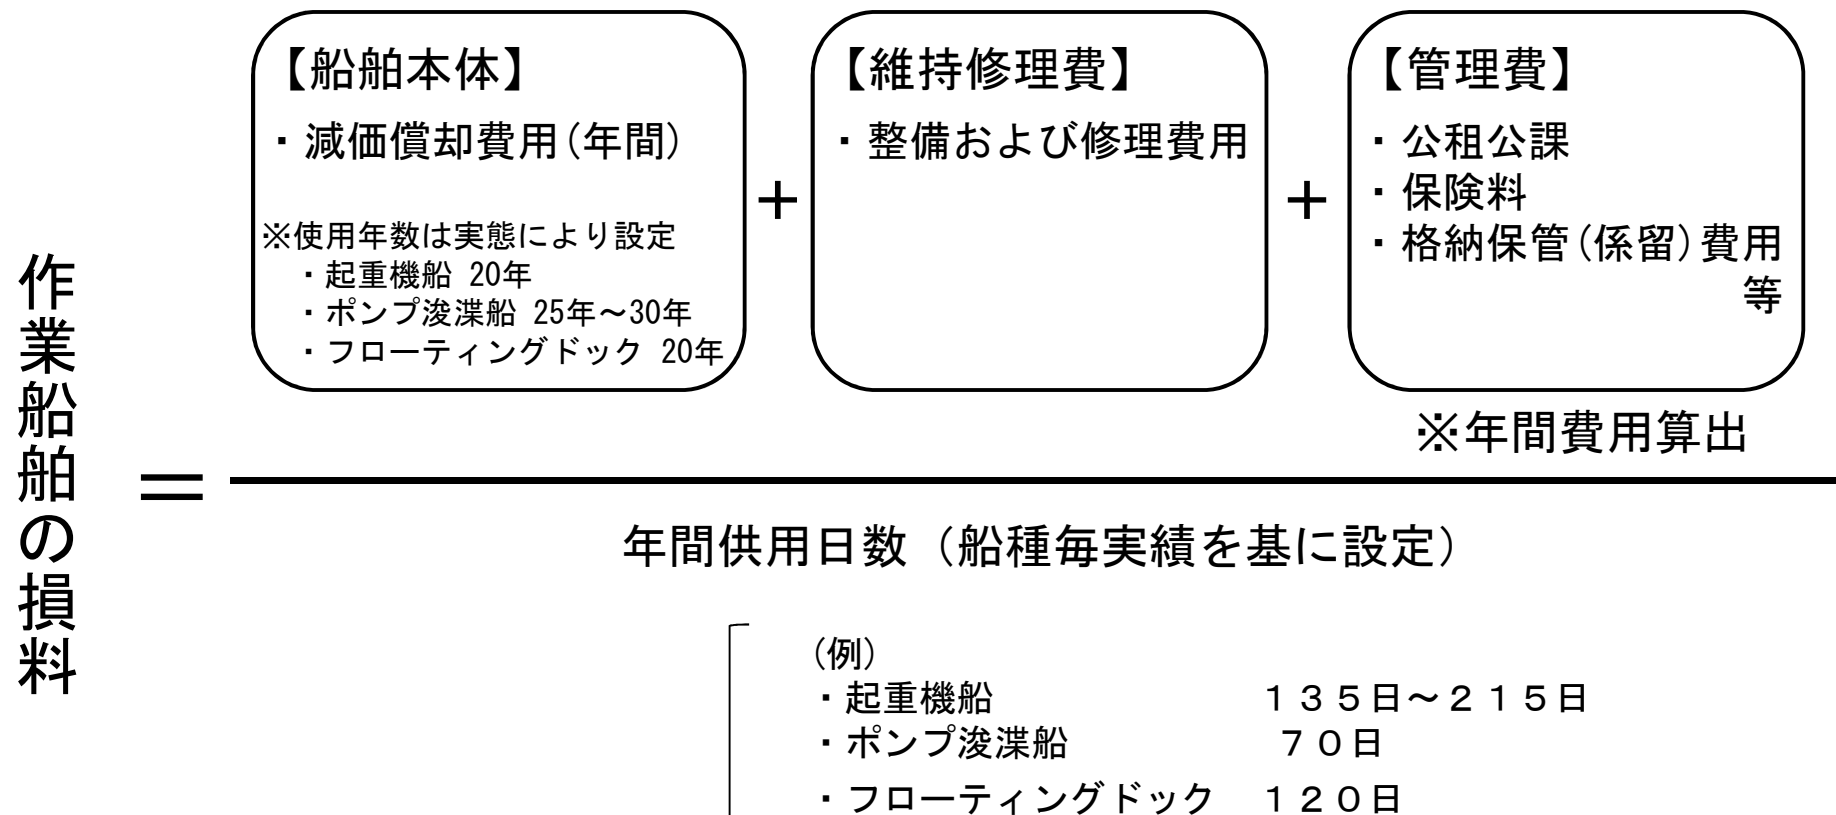 作業船舶の損料
＝
【船舶本体】
・減価償却費用(年間)
※使用年数は実態により設定
・起重機船 20年
・ポンプ浚渫船 25年～30年
・フローティングドック 20年
＋
【維持修理費】
・整備および修理費用
＋
【管理費】
・公租公課
・保険料
・格納保管(係留)費用
等
※年間費用算出
年間供用日数（船種毎実績を基に設定）
(例)
・起重機船 １３５日～２１５日
・ポンプ浚渫船 ７０日
・フローティングドック １２０日